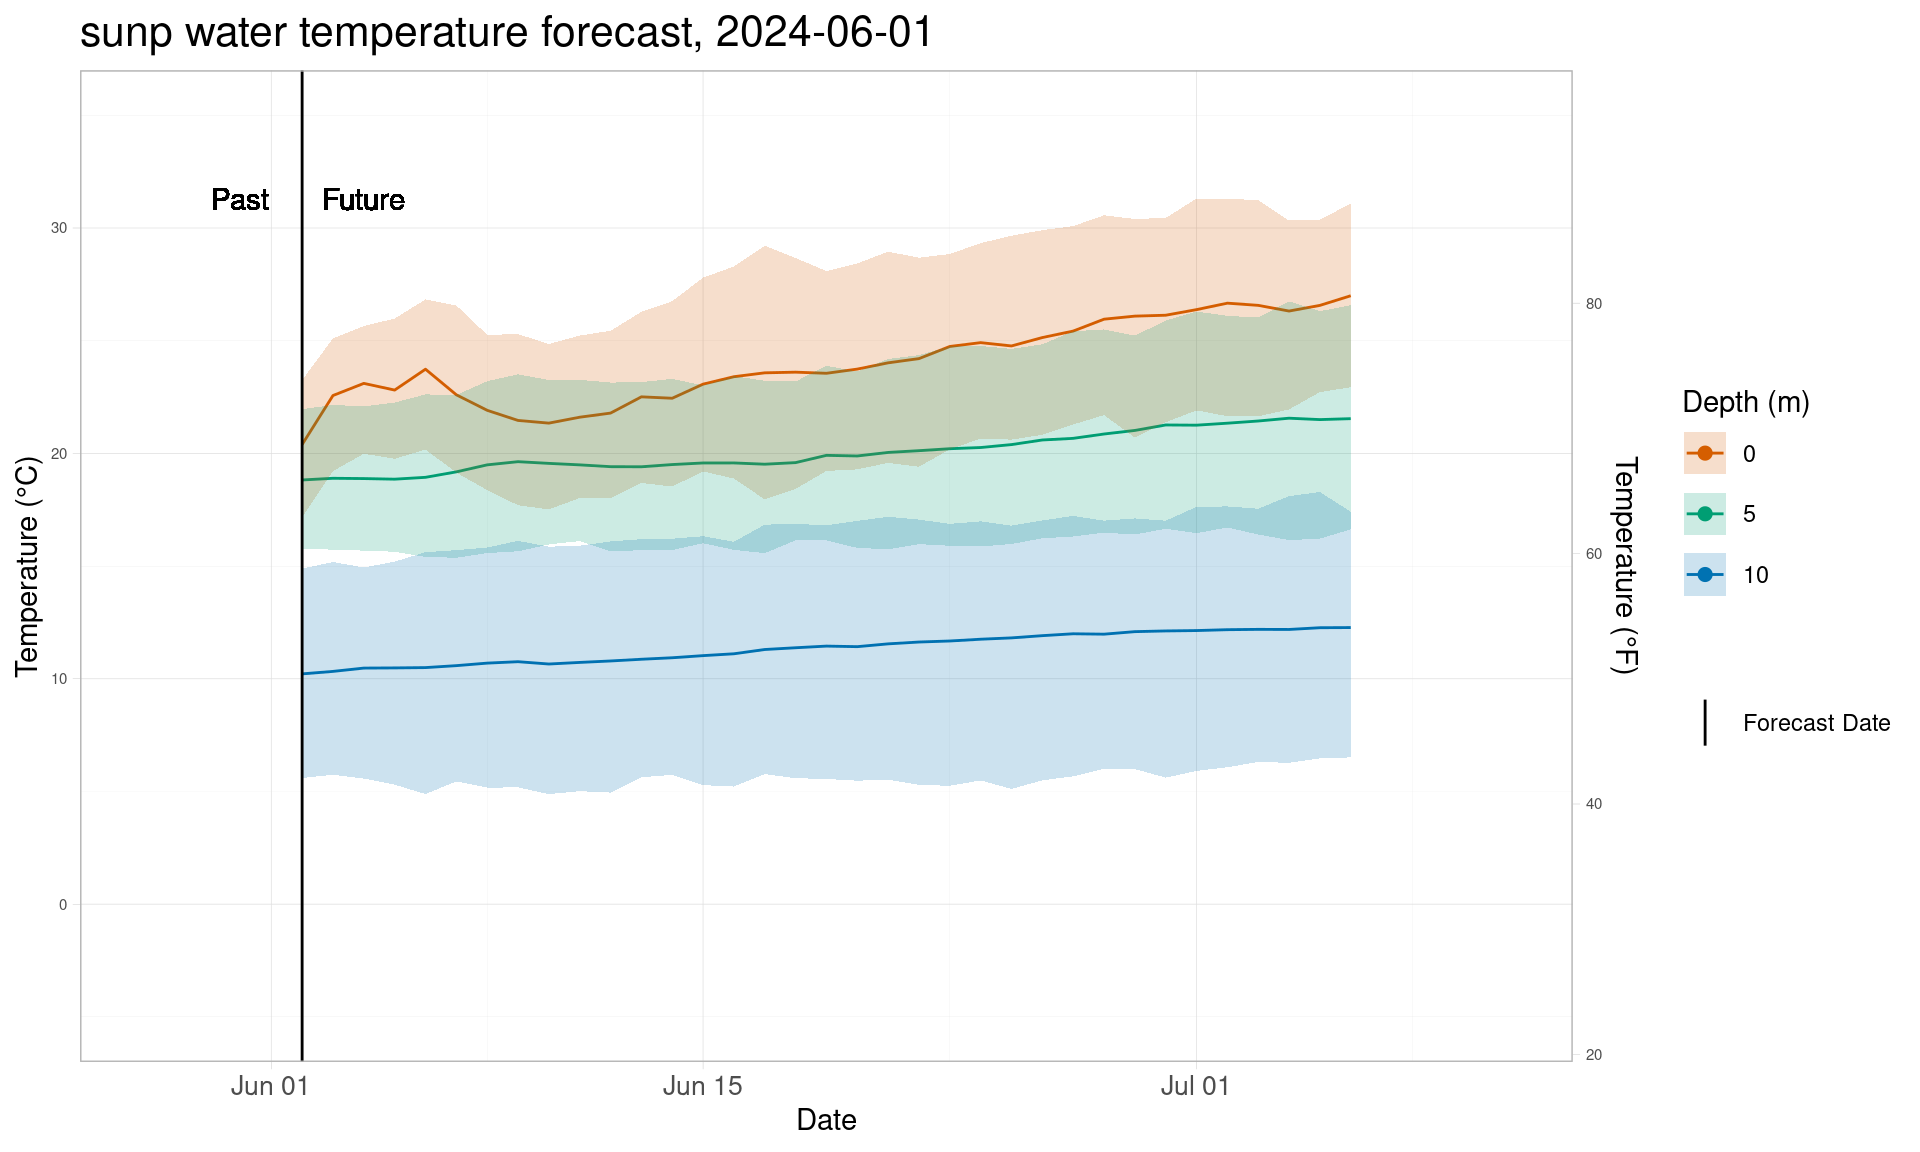 sunp water temperature forecast, 2024-06-01
Past
Future
30
20
10
0
Temperature (°C)
80
60
40
20
Temperature (°F)
Jun 01
Jun 15
Jul 01
Date
Depth (m)
0
5
10
Forecast Date